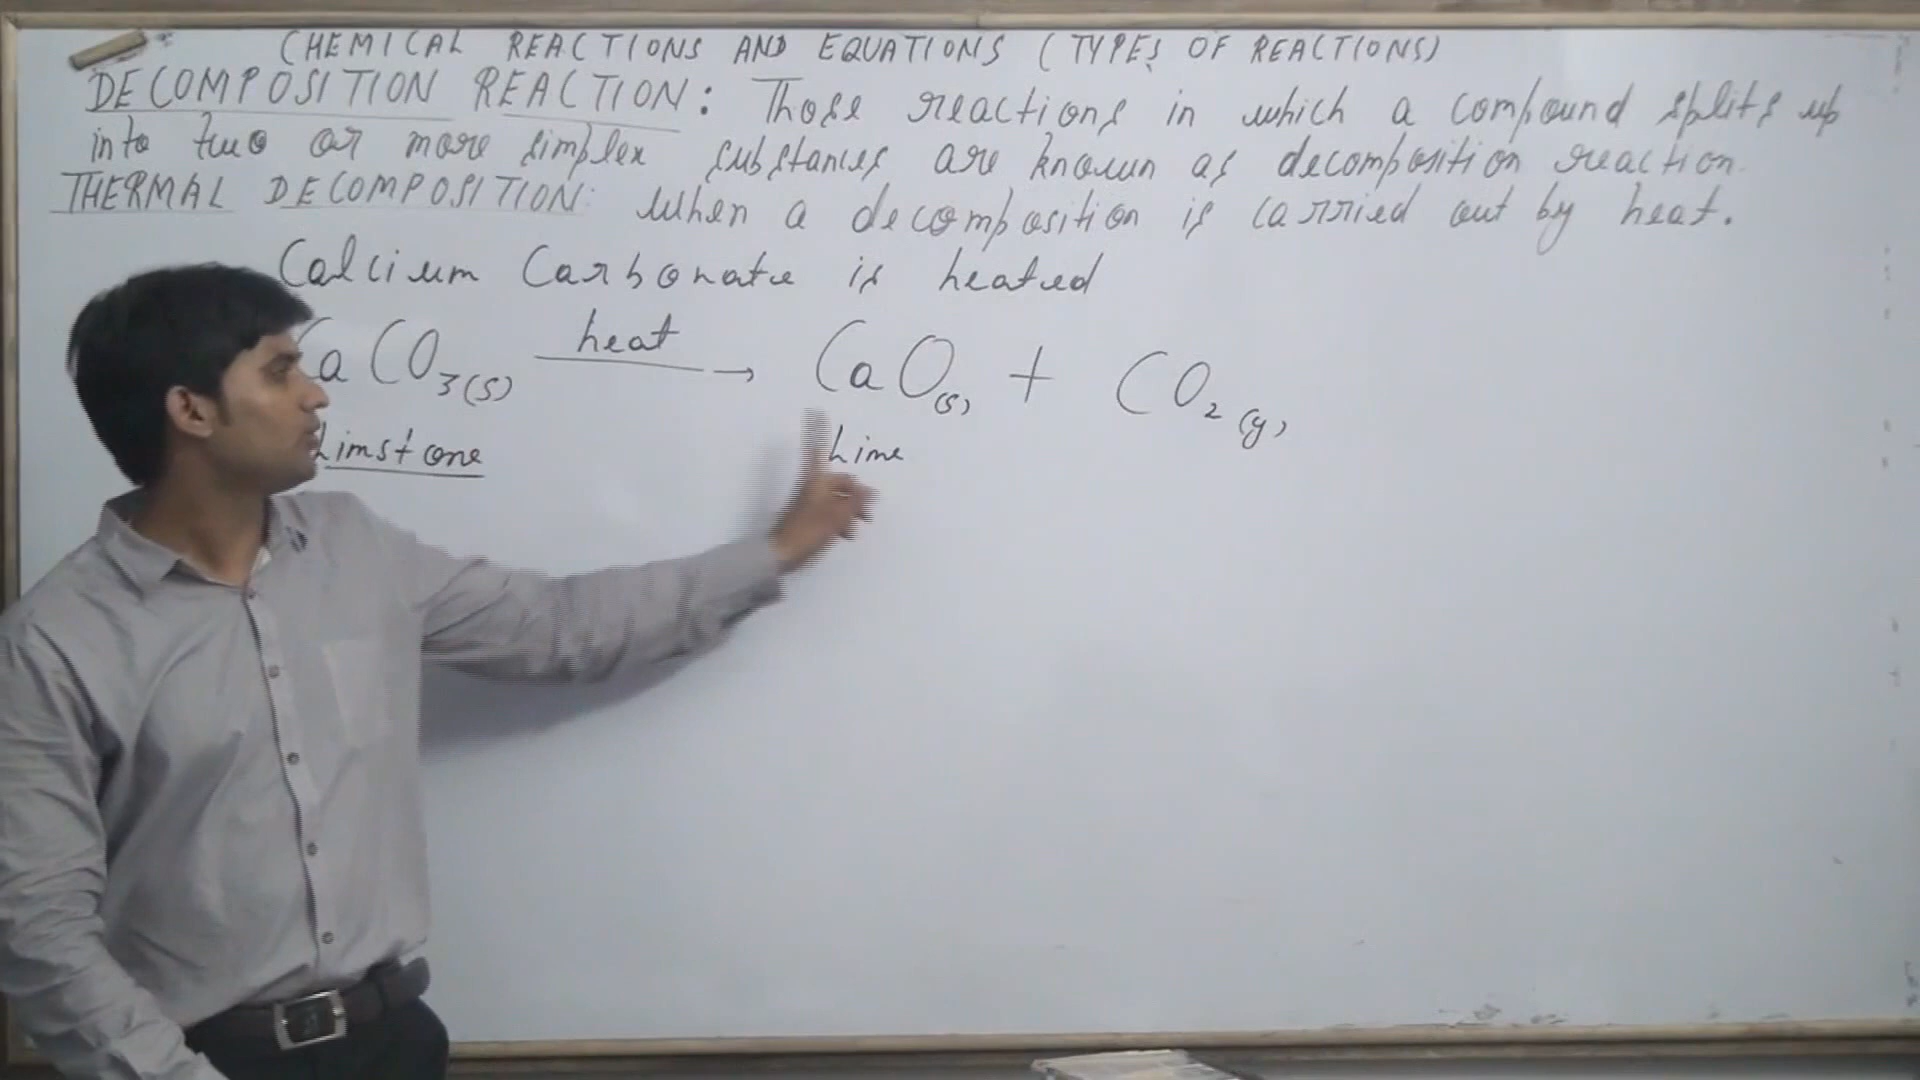 CHEMICAL REACTIONS AND EQUATIONS (TYPES OF REACTIONS)
DECOMPOSITION REACTION: Those reactions in which a compound splits up
into two or more simplex substances are known as decomposition reaction.
THERMAL DECOMPOSITION: When a decomposition is carried out by heat.
Calcium Carbonate is heated
CaCO₃(s) heat → CaO(s) + CO₂(g)
Limstone Lime